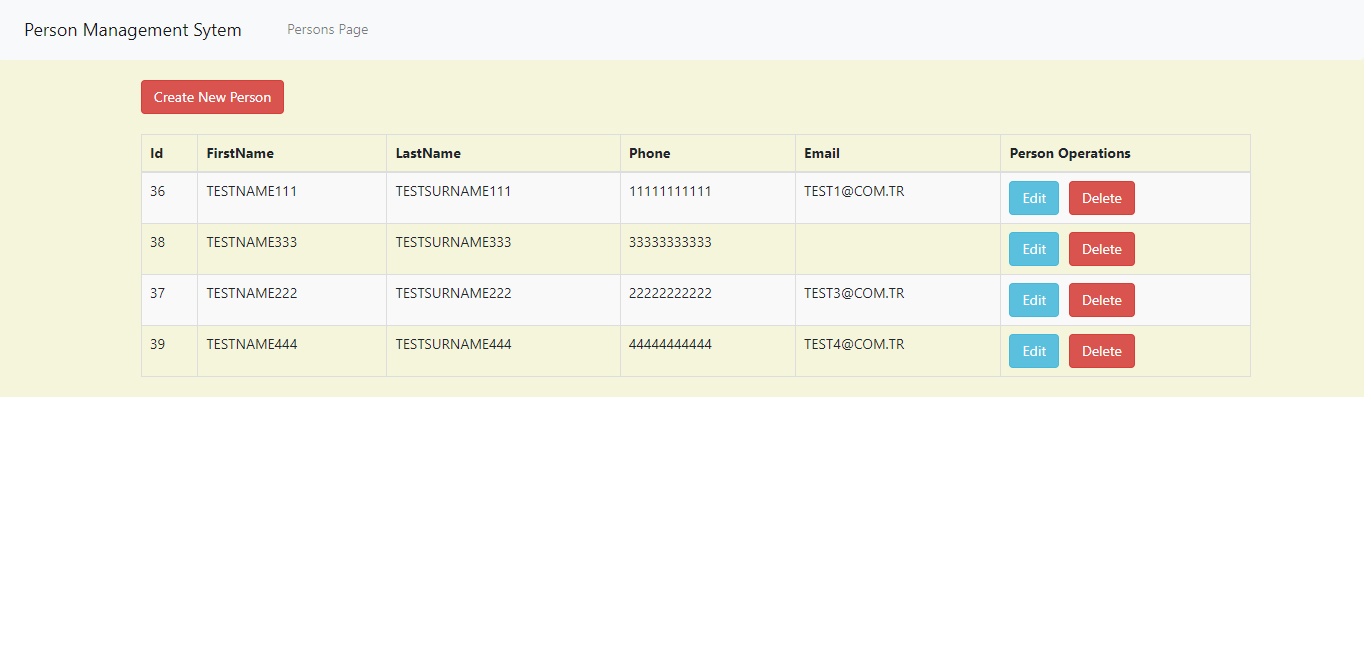 Person Management Sytem Persons Page
Create New Person
Id FirstName LastName Phone Email Person Operations
36 TESTNAME111 TESTSURNAME111 11111111111 TEST1@COM.TR Edit Delete
38 TESTNAME333 TESTSURNAME333 33333333333 Edit Delete
37 TESTNAME222 TESTSURNAME222 22222222222 TEST3@COM.TR Edit Delete
39 TESTNAME444 TESTSURNAME444 44444444444 TEST4@COM.TR Edit Delete